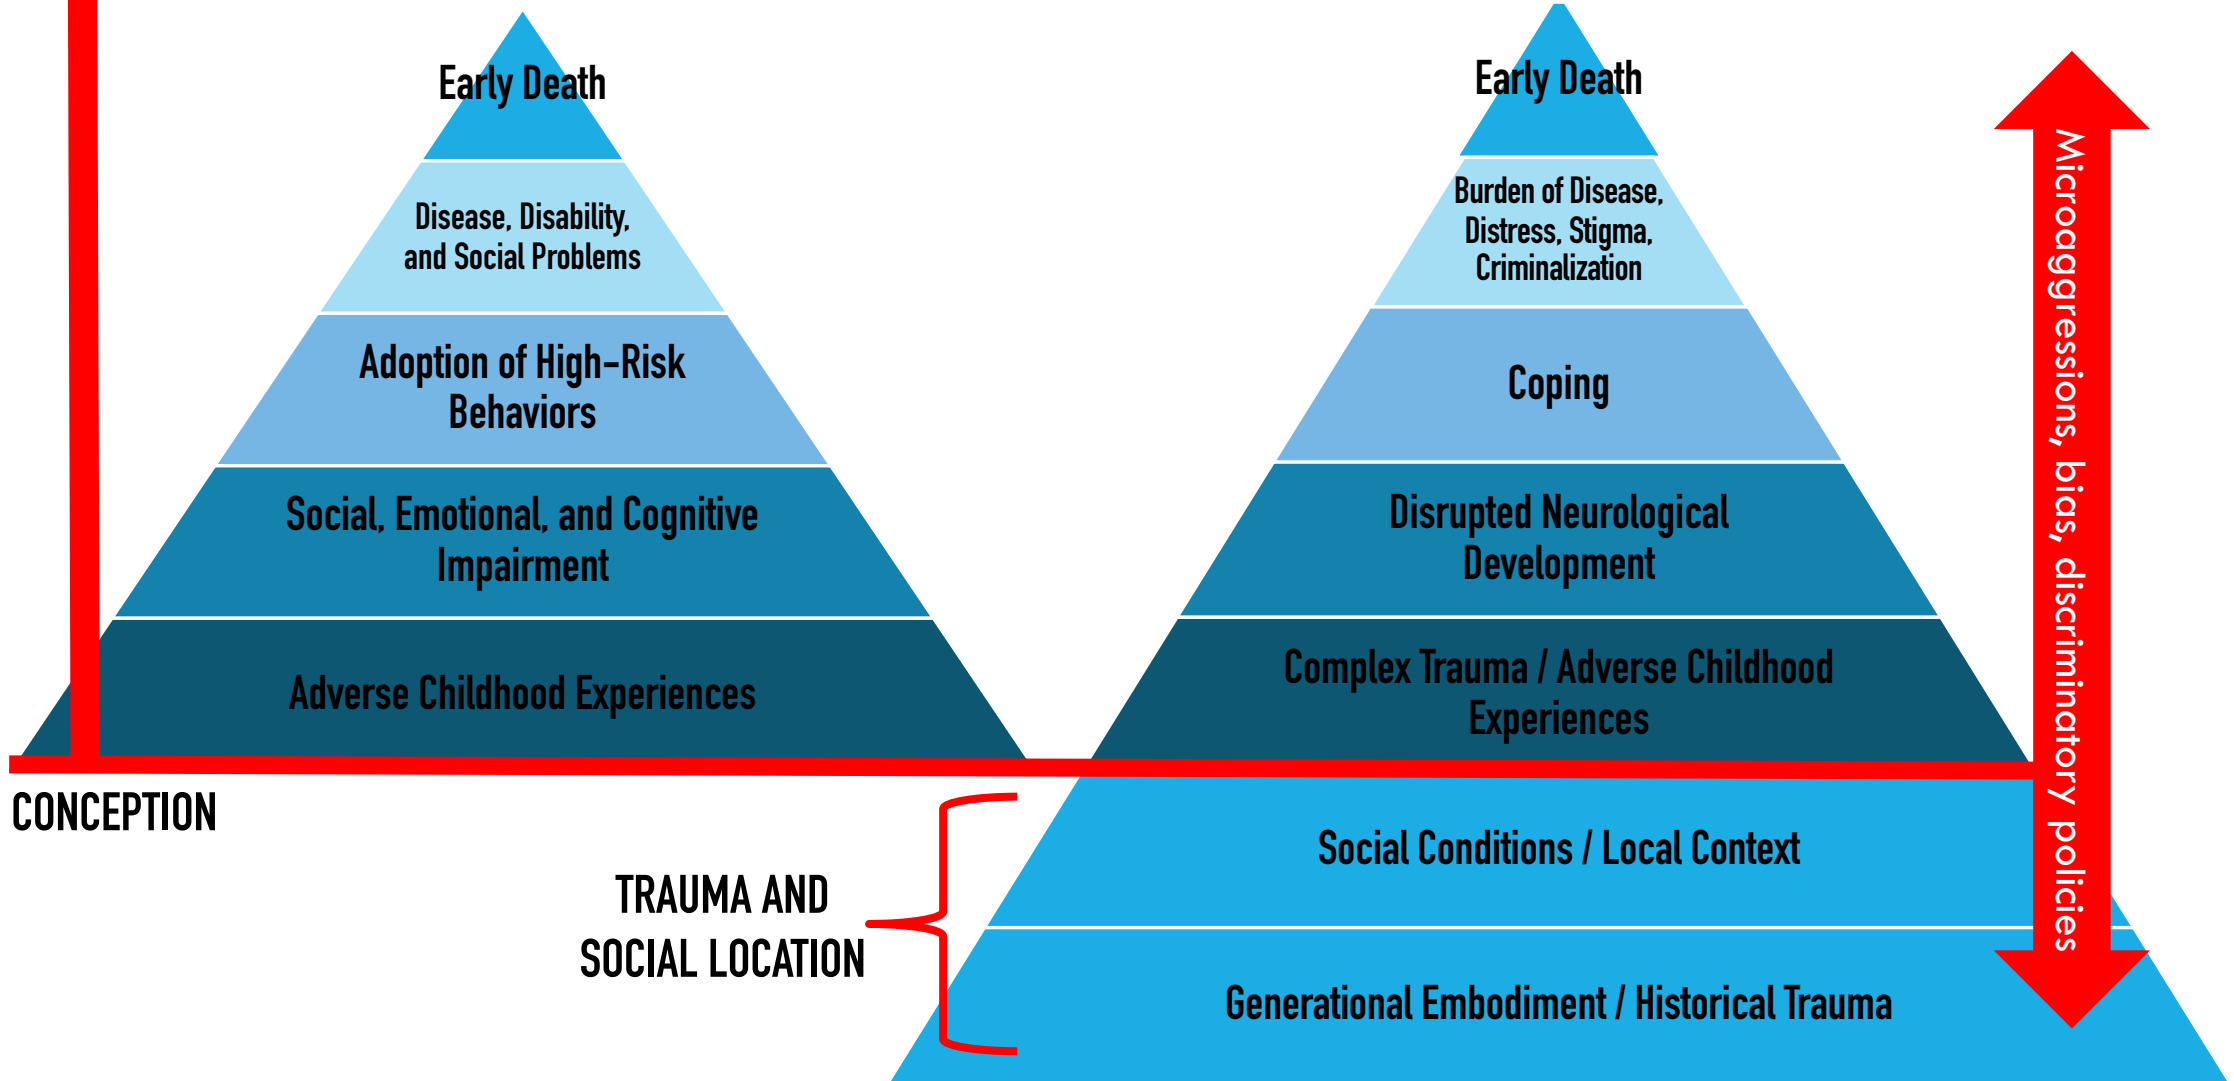 Early Death
Disease, Disability,
and Social Problems
Adoption of High-Risk
Behaviors
Social, Emotional, and Cognitive
Impairment
Adverse Childhood Experiences
CONCEPTION
Early Death
Burden of Disease,
Distress, Stigma,
Criminalization
Coping
Disrupted Neurological
Development
Complex Trauma / Adverse Childhood
Experiences
Social Conditions / Local Context
Generational Embodiment / Historical Trauma
TRAUMA AND
SOCIAL LOCATION
Microaggressions, bias, discriminatory policies